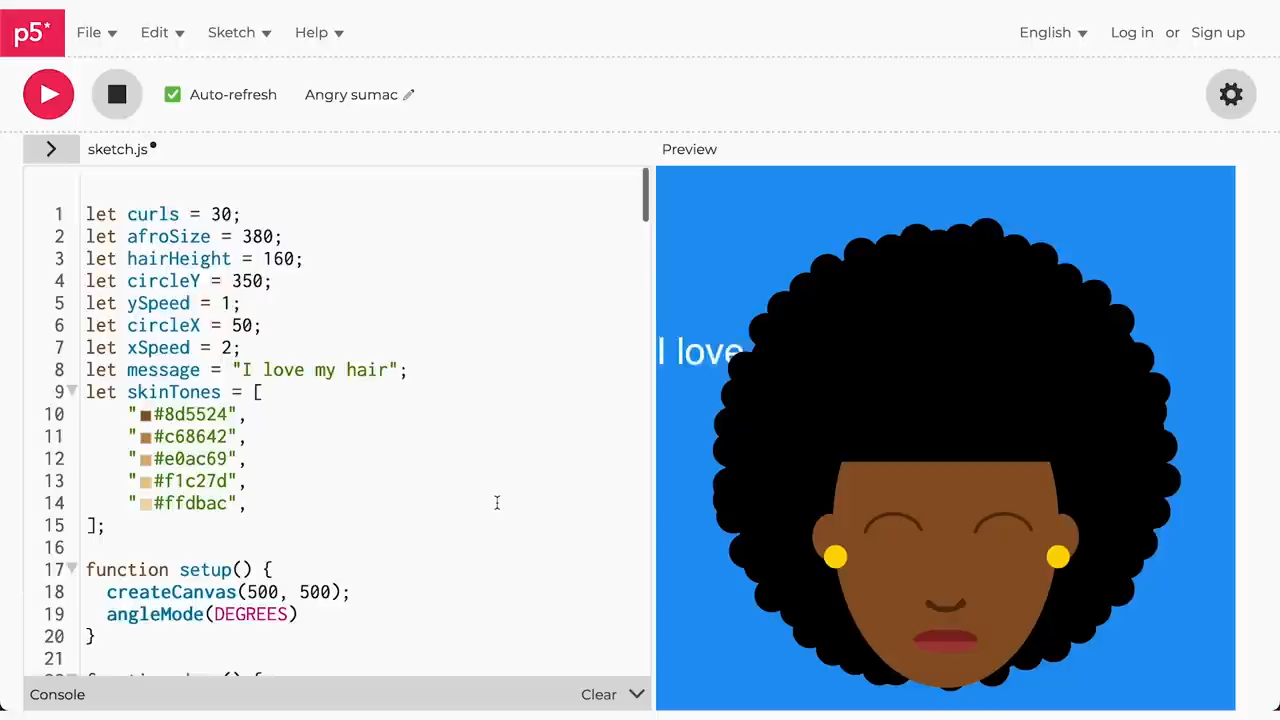 p5* File Edit Sketch Help English Log in or Sign up
Auto-refresh Angry sumac
sketch.js Preview
1 let curls = 30;
2 let afroSize = 380;
3 let hairHeight = 160;
4 let circleY = 350;
5 let ySpeed = 1;
6 let circleX = 50;
7 let xSpeed = 2;
8 let message = "I love my hair";
9 let skinTones = [
10 "#8d5524",
11 "#c68642",
12 "#e0ac69",
13 "#f1c27d",
14 "#ffdbac",
15 ];
16
17 function setup() {
18 createCanvas(500, 500);
19 angleMode(DEGREES)
20 }
21
I love
Console Clear